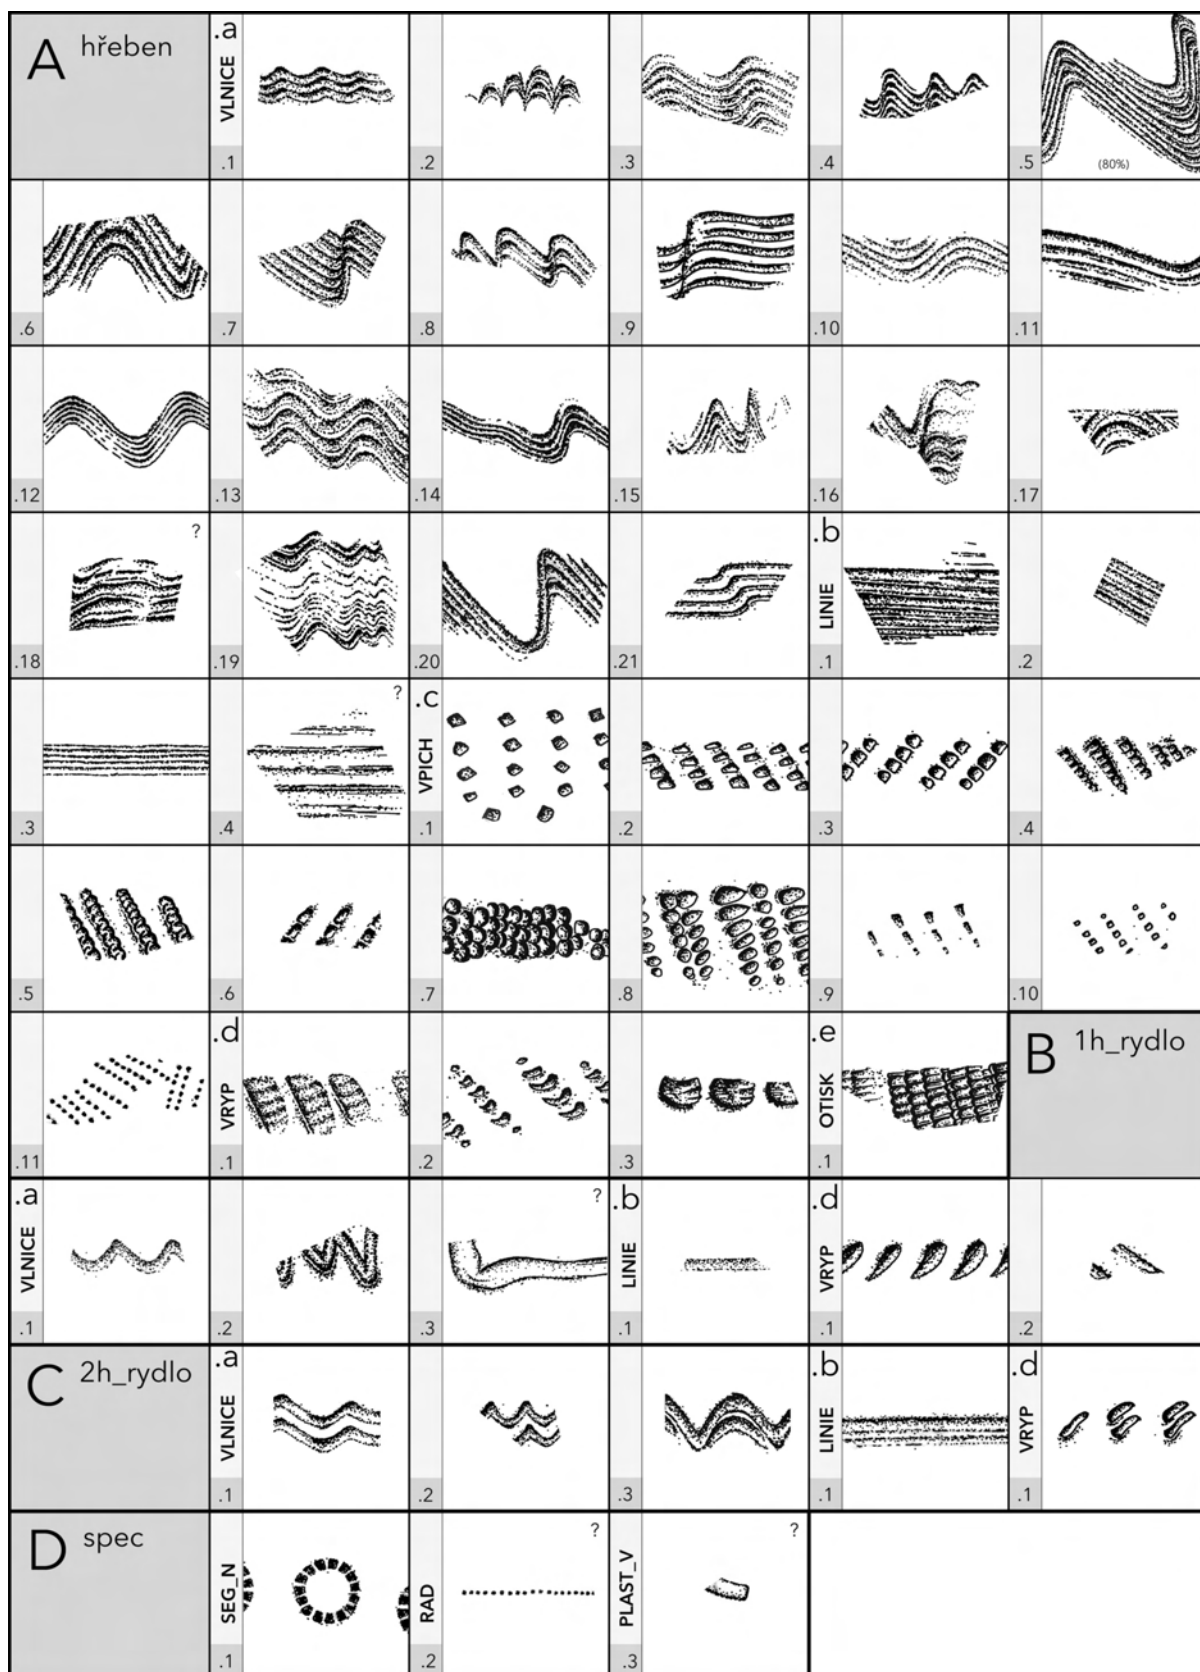 A hřeben
.a VLNICE .1
.2
.3
.4
.5 (80%)
.6
.7
.8
.9
.10
.11
.12
.13
.14
.15
.16
.17
.18 ?
.19
.20
.21
.b LINIE .1
.2
.3
.4 ?
.c VPICH .1
.2
.3
.4
.5
.6
.7
.8
.9
.10
.11
.d VRYP .1
.2
.3
.e OTISK .1
B 1h_rydlo
.a VLNICE .1
.2
.3 ?
.b LINIE .1
.d VRYP .1
.2
C 2h_rydlo
.a VLNICE .1
.2
.3
.b LINIE .1
.d VRYP .1
D spec
SEG_N .1
RAD .2 ?
PLAST_V .3 ?